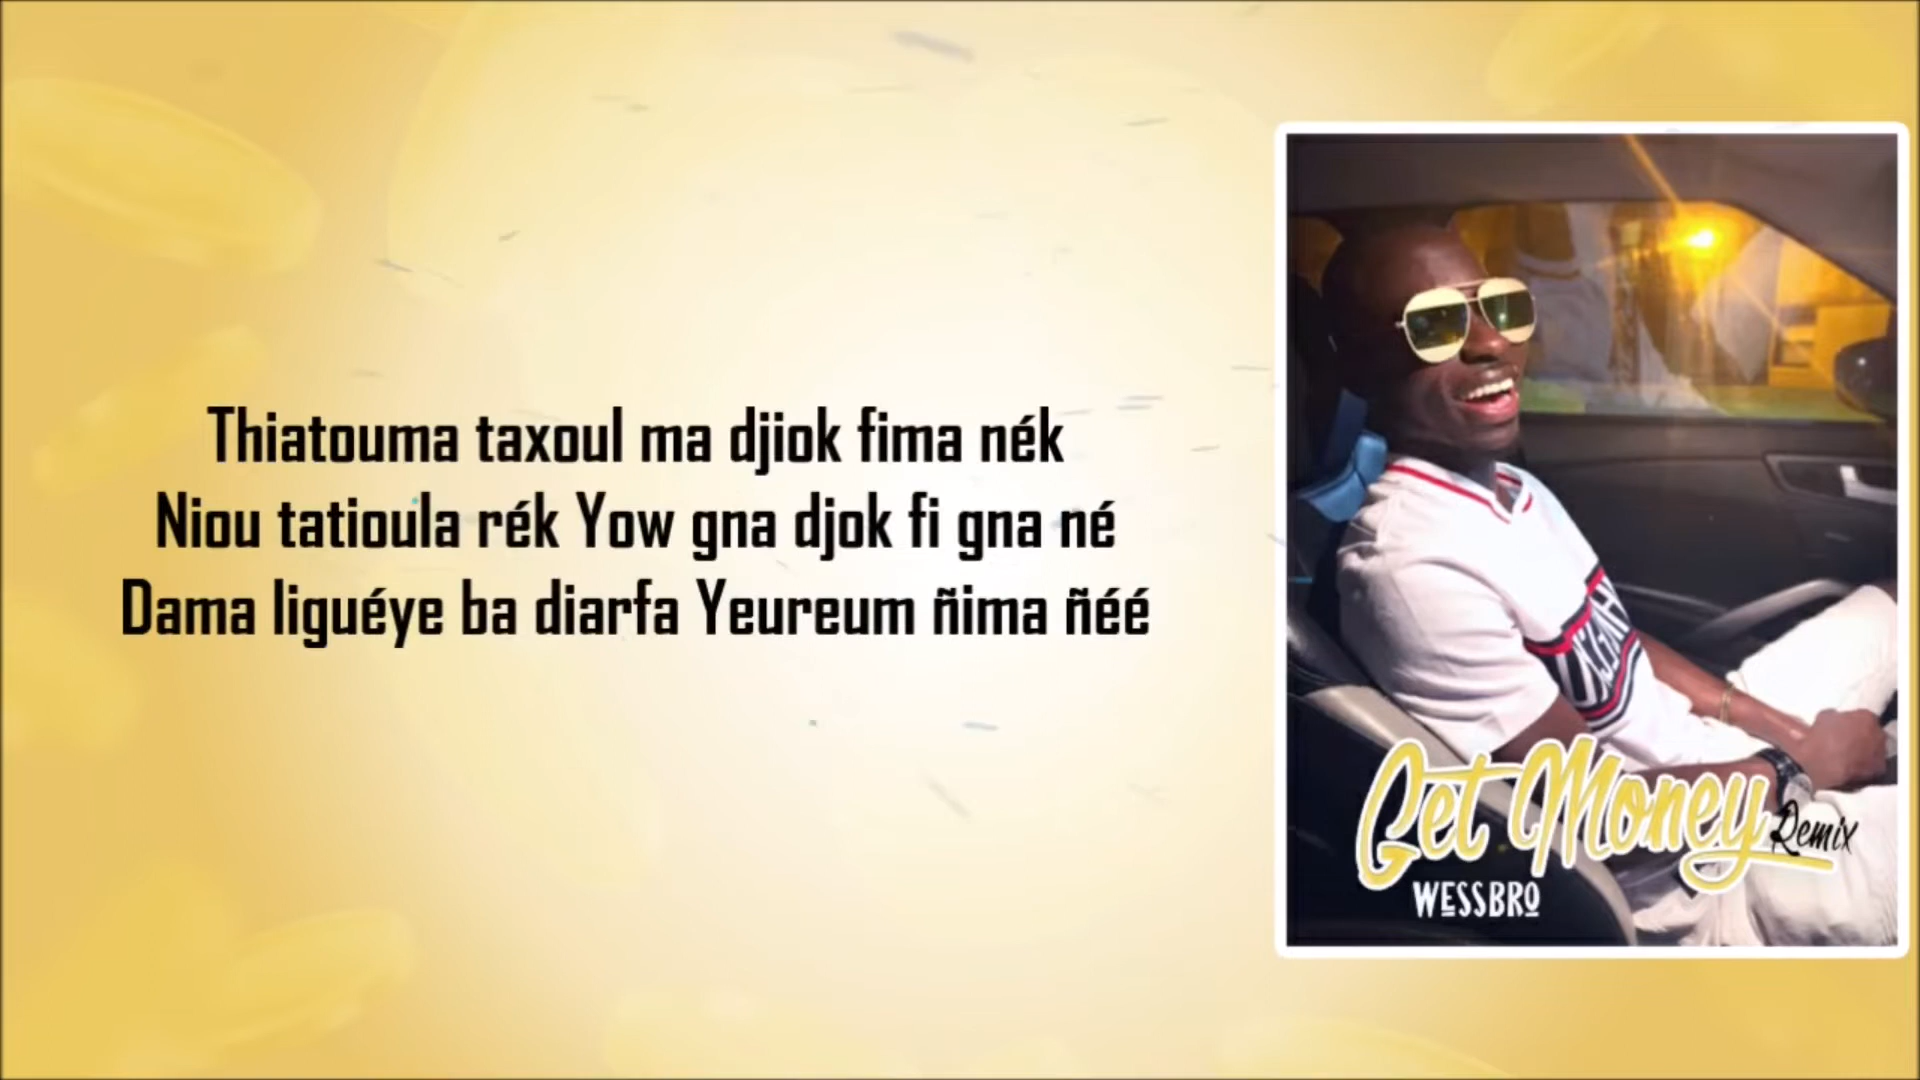 Thiatouma taxoul ma djiok fima nék
Niou tatioula rék Yow gna djok fi gna né
Dama liguéye ba diarfa Yeureum ñima ñéé
Get Money Remix
WESSBRO